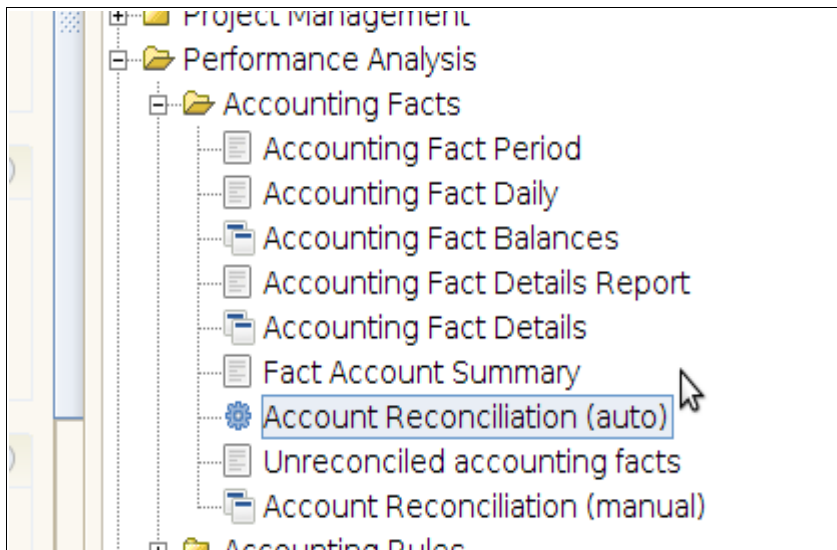 Project Management
Performance Analysis
Accounting Facts
Accounting Fact Period
Accounting Fact Daily
Accounting Fact Balances
Accounting Fact Details Report
Accounting Fact Details
Fact Account Summary
Account Reconciliation (auto)
Unreconciled accounting facts
Account Reconciliation (manual)
Accounting Rules